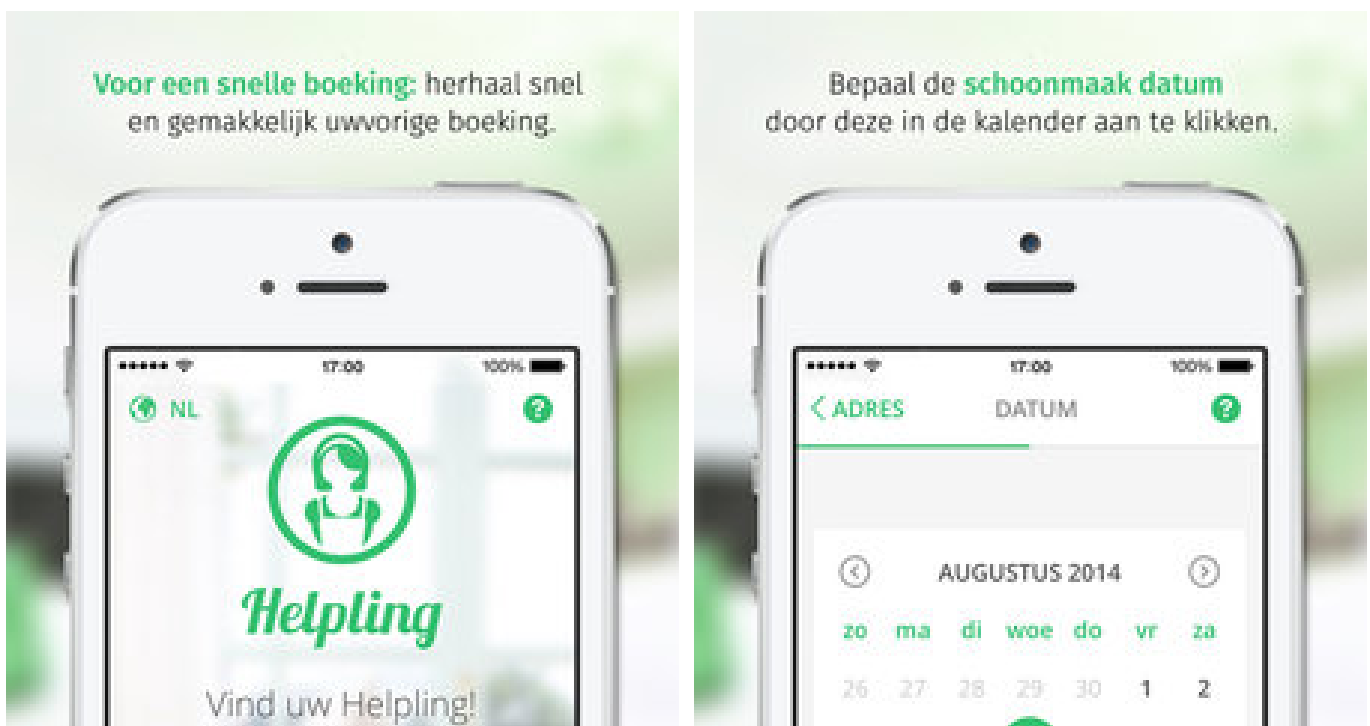 Voor een snelle boeking: herhaal snel
en gemakkelijk uwvorige boeking.
17:00
100%
NL
?
Helpling
Vind uw Helpling!
Bepaal de schoonmaak datum
door deze in de kalender aan te klikken.
17:00
100%
< ADRES
DATUM
?
AUGUSTUS 2014
zo ma di woe do vr za
26 27 28 29 30 1 2